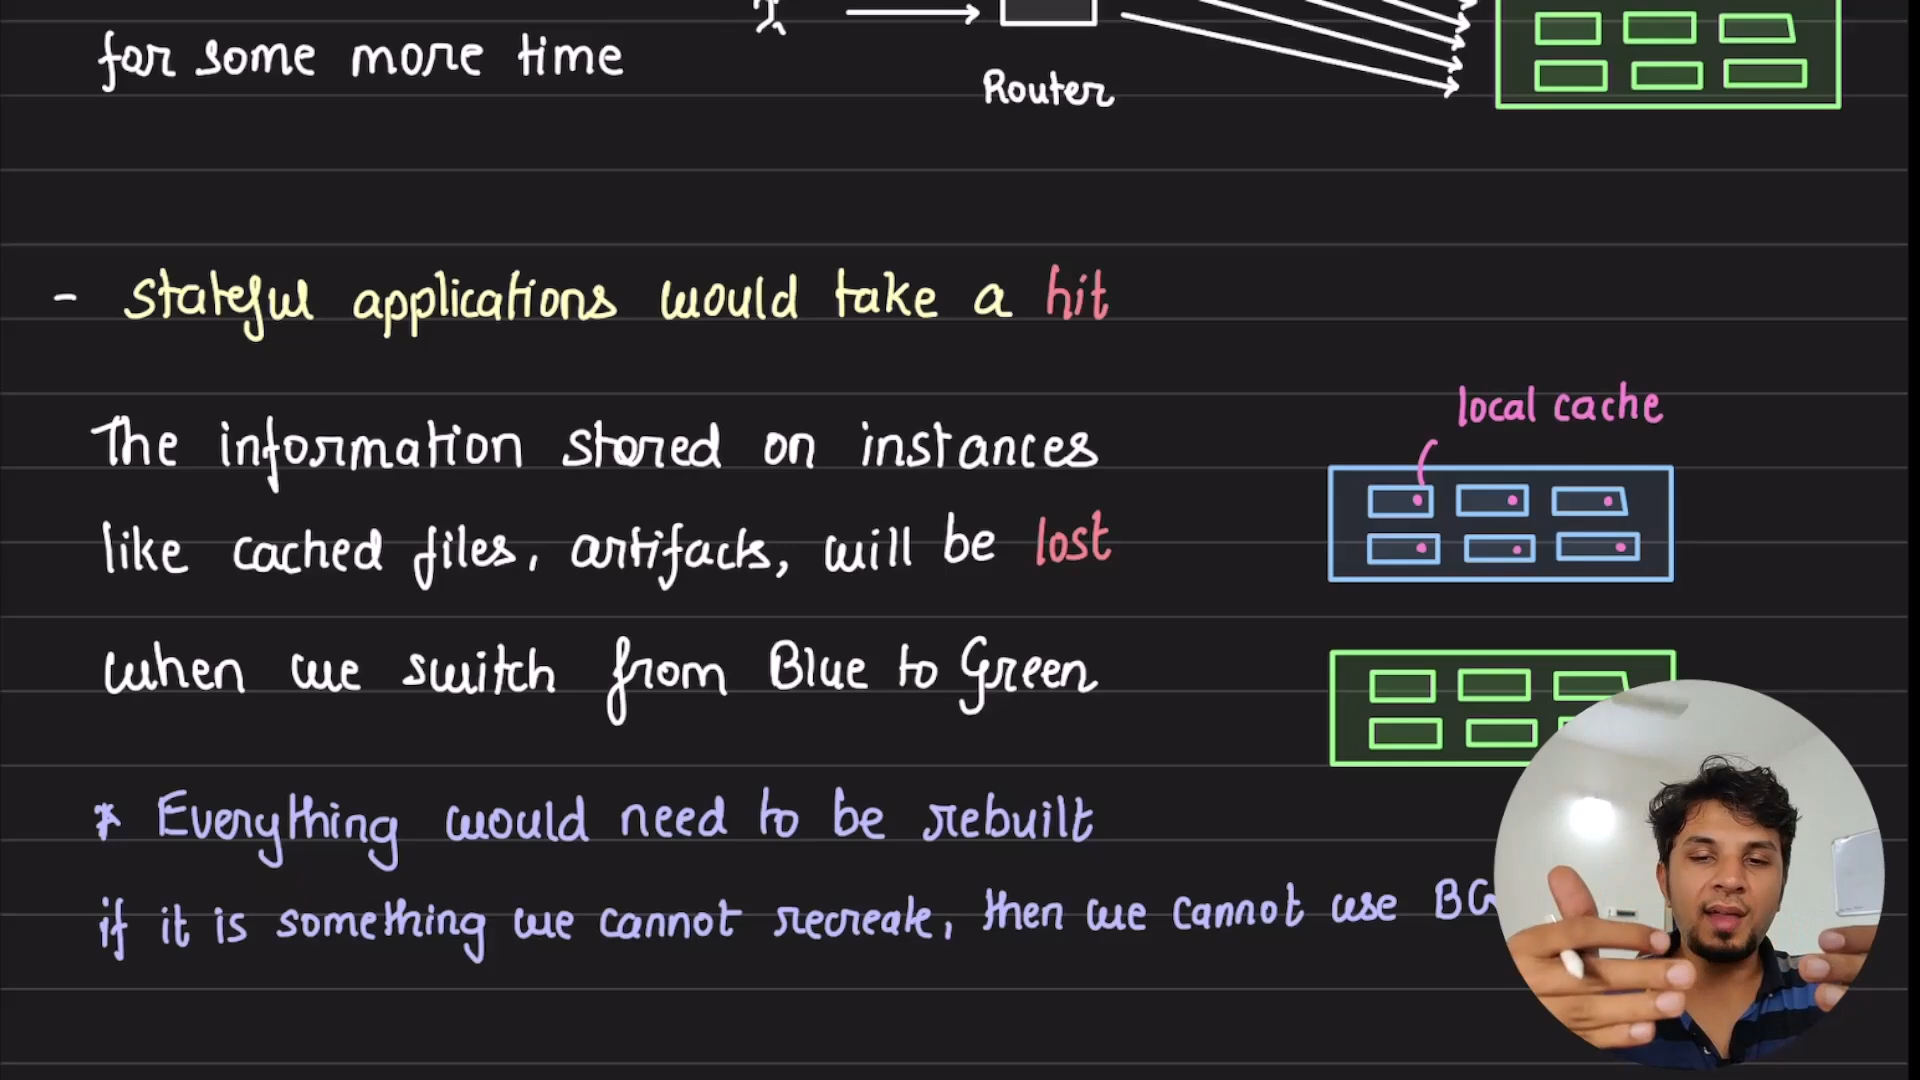 for some more time
Router
- Stateful applications would take a hit
local cache
The information stored on instances
like cached files, artifacts, will be lost
when we switch from Blue to Green
* Everything would need to be rebuilt
if it is something we cannot recreate, then we cannot use BG